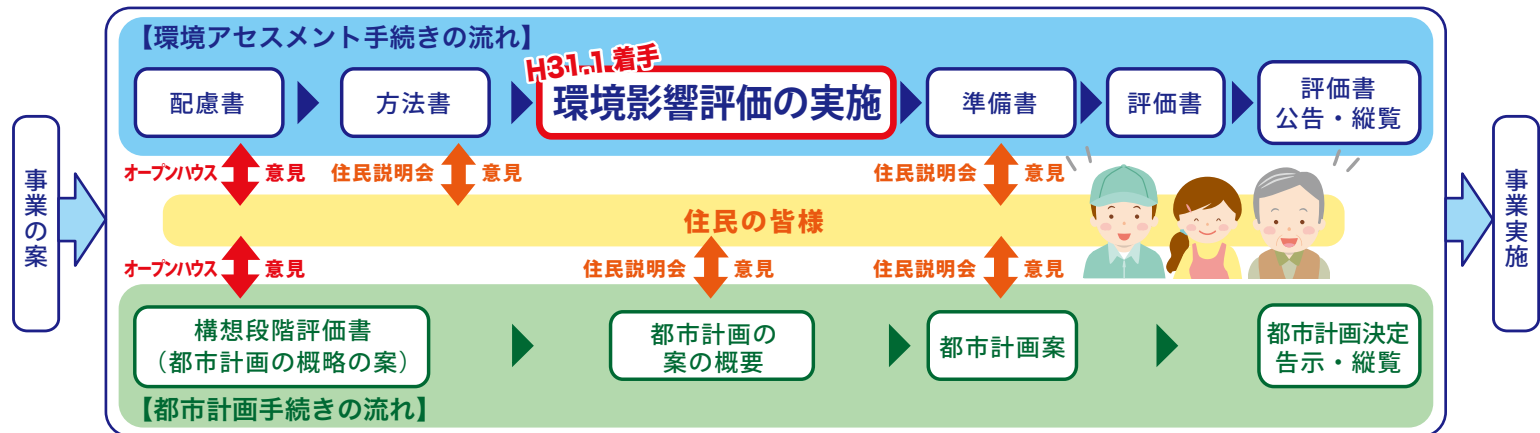 事業の案
【環境アセスメント手続きの流れ】
H31.1 着手
配慮書
方法書
環境影響評価の実施
準備書
評価書
評価書
公告・縦覧
オープンハウス 意見
住民説明会 意見
住民説明会 意見
住民の皆様
オープンハウス 意見
住民説明会 意見
住民説明会 意見
構想段階評価書
(都市計画の概略の案)
都市計画の
案の概要
都市計画案
都市計画決定
告示・縦覧
【都市計画手続きの流れ】
事業実施